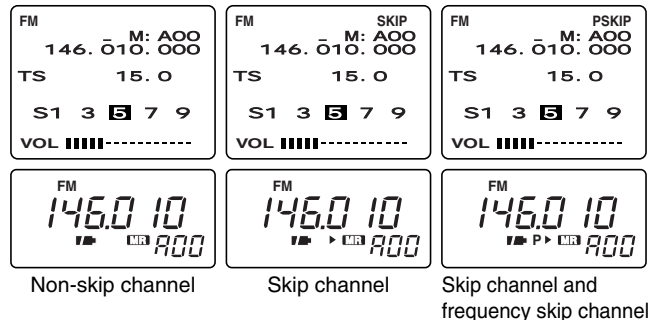 FM
_ M: A00
146. 010. 000
TS 15. 0
S1 3 5 7 9
VOL
FM SKIP
_ M: A00
146. 010. 000
TS 15. 0
S1 3 5 7 9
VOL
FM PSKIP
_ M: A00
146. 010. 000
TS 15. 0
S1 3 5 7 9
VOL
FM
146.0 10
MR A00
Non-skip channel
FM
146.0 10
MR A00
Skip channel
FM
146.0 10
P MR A00
Skip channel and
frequency skip channel